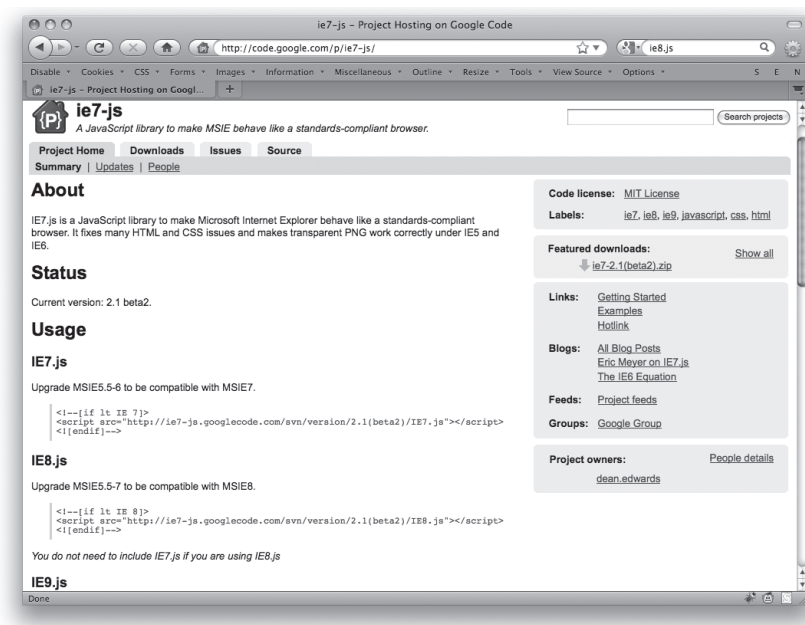 ie7-js – Project Hosting on Google Code
http://code.google.com/p/ie7-js/
ie8.js
Disable Cookies CSS Forms Images Information Miscellaneous Outline Resize Tools View Source Options S E N
ie7-js – Project Hosting on Googl... +
{P}
ie7-js
A JavaScript library to make MSIE behave like a standards-compliant browser.
Search projects
Project Home Downloads Issues Source
Summary | Updates | People
About
IE7.js is a JavaScript library to make Microsoft Internet Explorer behave like a standards-compliant
browser. It fixes many HTML and CSS issues and makes transparent PNG work correctly under IE5 and
IE6.
Status
Current version: 2.1 beta2.
Usage
IE7.js
Upgrade MSIE5.5-6 to be compatible with MSIE7.
<!--[if lt IE 7]>
<script src="http://ie7-js.googlecode.com/svn/version/2.1(beta2)/IE7.js"></script>
<![endif]-->
IE8.js
Upgrade MSIE5.5-7 to be compatible with MSIE8.
<!--[if lt IE 8]>
<script src="http://ie7-js.googlecode.com/svn/version/2.1(beta2)/IE8.js"></script>
<![endif]-->
You do not need to include IE7.js if you are using IE8.js
IE9.js
Code license: MIT License
Labels: ie7, ie8, ie9, javascript, css, html
Featured downloads: Show all
ie7-2.1(beta2).zip
Links: Getting Started
Examples
Hotlink
Blogs: All Blog Posts
Eric Meyer on IE7.js
The IE6 Equation
Feeds: Project feeds
Groups: Google Group
Project owners: People details
dean.edwards
Done